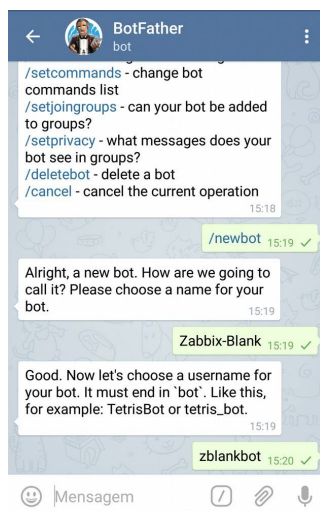 BotFather
bot
/setcommands - change bot
commands list
/setjoingroups - can your bot be added
to groups?
/setprivacy - what messages does your
bot see in groups?
/deletebot - delete a bot
/cancel - cancel the current operation
15:18
/newbot 15:19
Alright, a new bot. How are we going to
call it? Please choose a name for your
bot.
15:19
Zabbix-Blank 15:19
Good. Now let's choose a username for
your bot. It must end in `bot`. Like this,
for example: TetrisBot or tetris_bot.
15:19
zblankbot 15:20
Mensagem